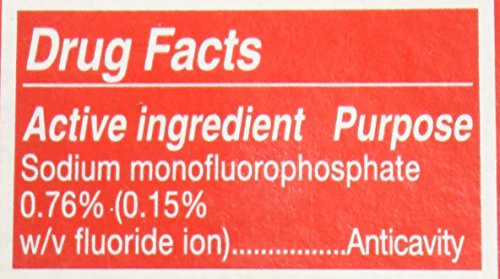 Drug Facts
Active ingredient Purpose
Sodium monofluorophosphate
0.76% (0.15%
w/v fluoride ion)................Anticavity